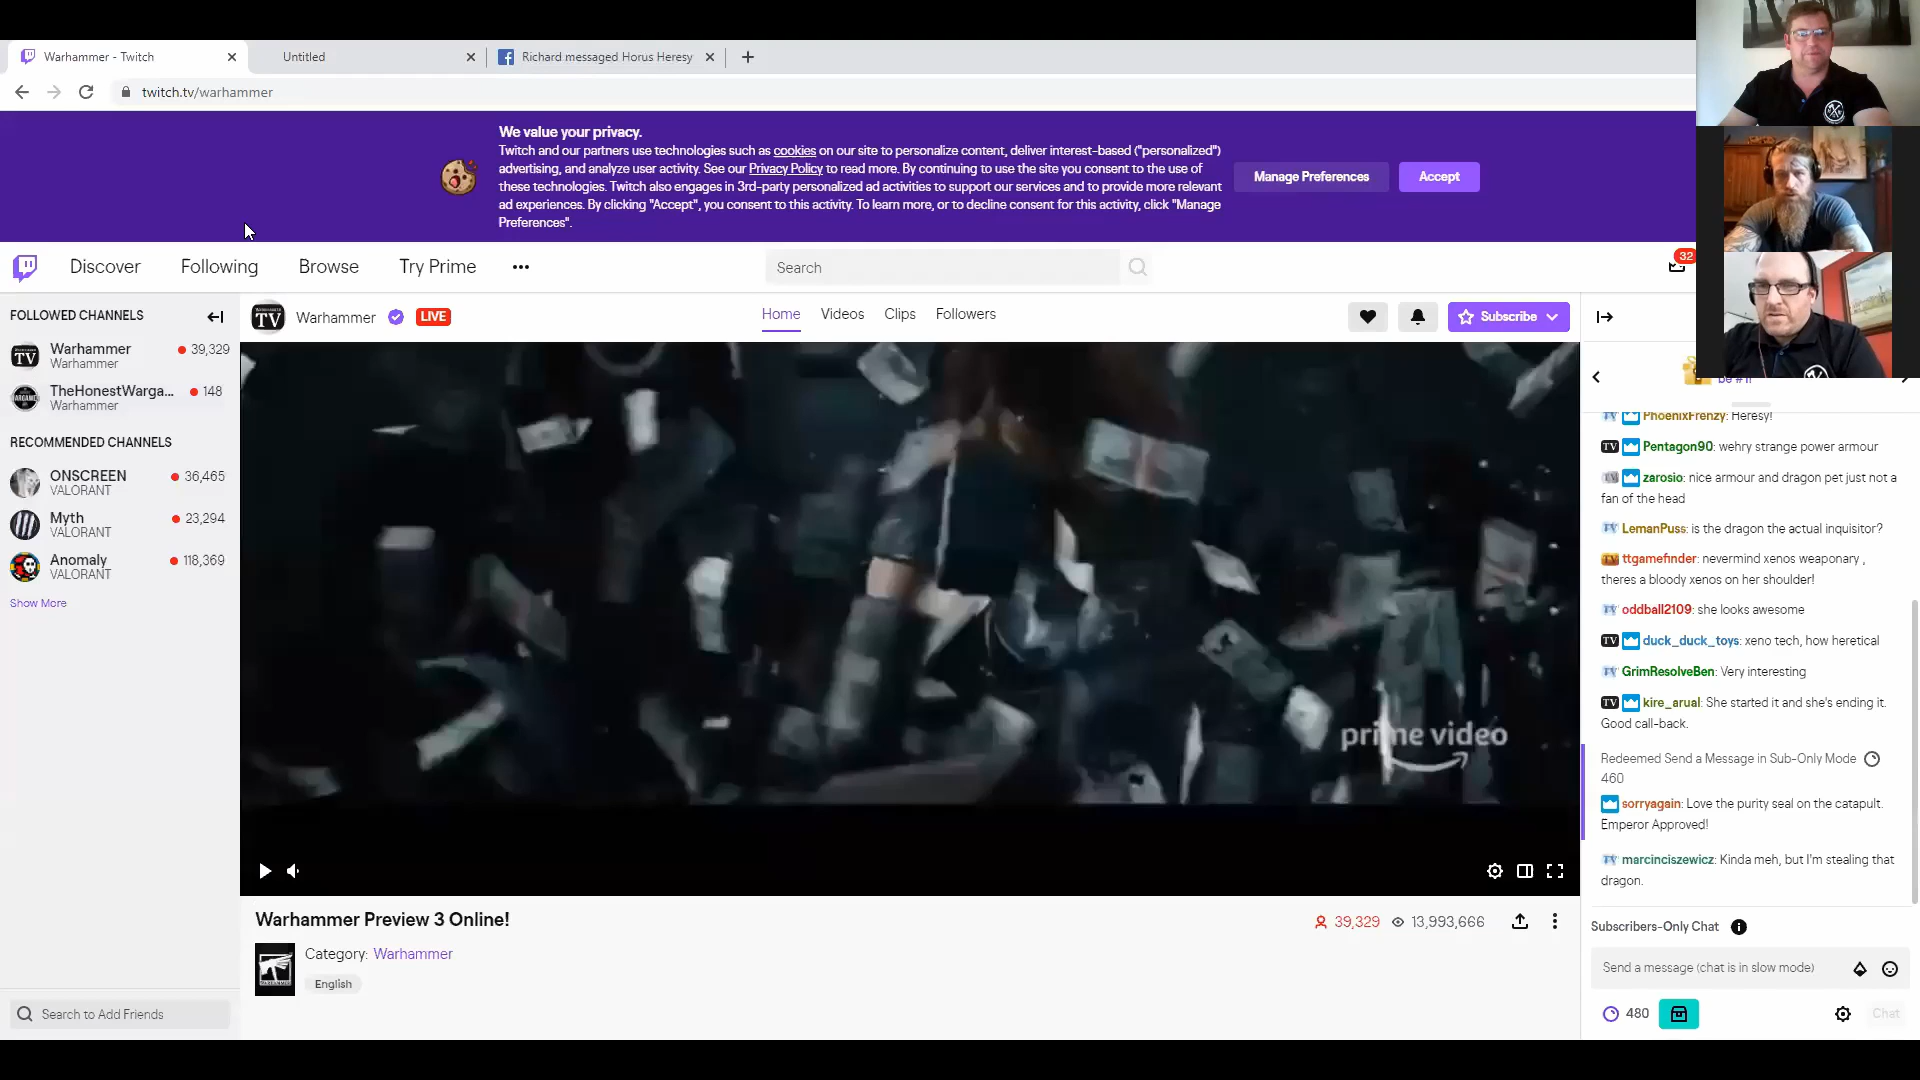 Warhammer - Twitch
Untitled
Richard messaged Horus Heresy
twitch.tv/warhammer
We value your privacy.
Twitch and our partners use technologies such as cookies on our site to personalize content, deliver interest-based ("personalized")
advertising, and analyze user activity. See our Privacy Policy to read more. By continuing to use the site you consent to the use of
these technologies. Twitch also engages in 3rd-party personalized ad activities to support our services and to provide more relevant
ad experiences. By clicking "Accept", you consent to this activity. To learn more, or to decline consent for this activity, click "Manage
Preferences".
Manage Preferences
Accept
Discover
Following
Browse
Try Prime
Search
32
FOLLOWED CHANNELS
Warhammer
39,329
Warhammer
TheHonestWarga...
148
Warhammer
RECOMMENDED CHANNELS
ONSCREEN
36,465
VALORANT
Myth
23,294
VALORANT
Anomaly
118,369
VALORANT
Show More
Search to Add Friends
TV
Warhammer
LIVE
Home
Videos
Clips
Followers
Subscribe
prime video
Warhammer Preview 3 Online!
39,329
13,993,666
Category: Warhammer
English
be #1!
PhoenixFrenzy: Heresy!
Pentagon90: wehry strange power armour
zarosio: nice armour and dragon pet just not a
fan of the head
LemanPuss: is the dragon the actual inquisitor?
ttgamefinder: nevermind xenos weaponary ,
theres a bloody xenos on her shoulder!
oddball2109: she looks awesome
duck_duck_toys: xeno tech, how heretical
GrimResolveBen: Very interesting
kire_arual: She started it and she's ending it.
Good call-back.
Redeemed Send a Message in Sub-Only Mode
460
sorryagain: Love the purity seal on the catapult.
Emperor Approved!
marcinciszewicz: Kinda meh, but I'm stealing that
dragon.
Subscribers-Only Chat
Send a message (chat is in slow mode)
480
Chat